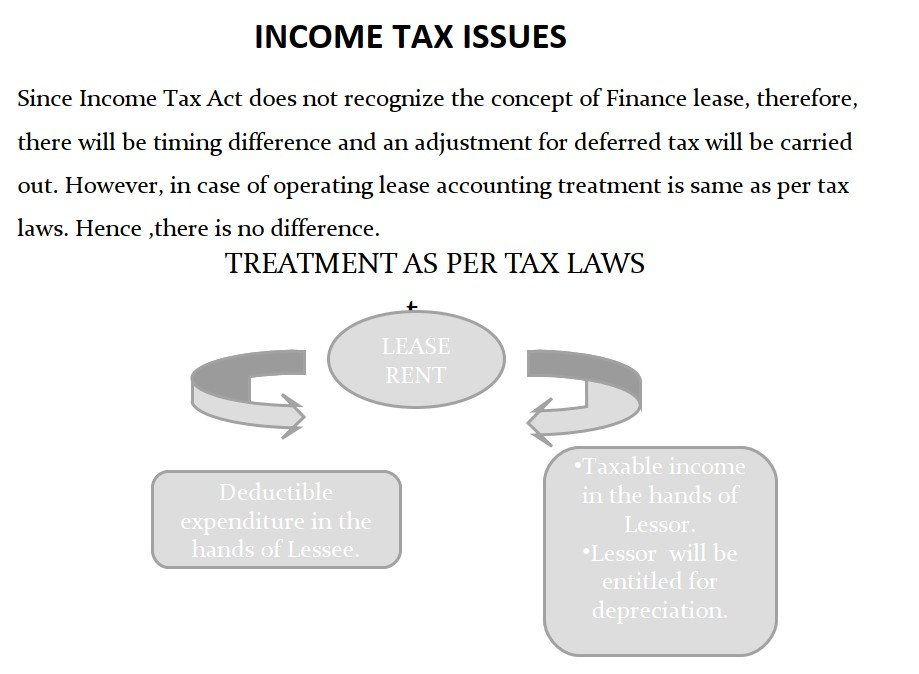 INCOME TAX ISSUES
Since Income Tax Act does not recognize the concept of Finance lease, therefore,
there will be timing difference and an adjustment for deferred tax will be carried
out. However, in case of operating lease accounting treatment is same as per tax
laws. Hence ,there is no difference.
TREATMENT AS PER TAX LAWS
t
LEASE
RENT
Deductible
expenditure in the
hands of Lessee.
•Taxable income
in the hands of
Lessor.
•Lessor  will be
entitled for
depreciation.